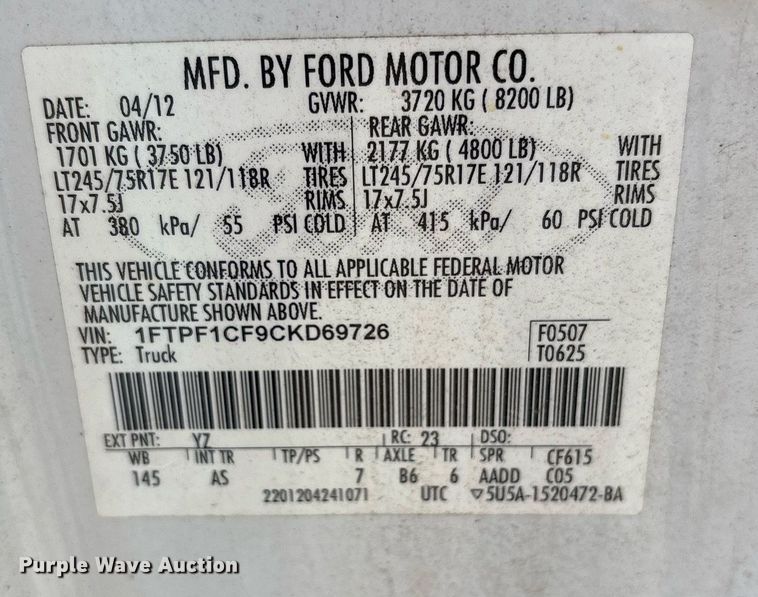 MFD. BY FORD MOTOR CO.
DATE: 04/12 GVWR: 3720 KG ( 8200 LB)
FRONT GAWR: REAR GAWR:
1701 KG ( 3750 LB) WITH 2177 KG ( 4800 LB) WITH
LT245/75R17E 121/118R TIRES LT245/75R17E 121/118R TIRES
17x7.5J RIMS 17x7.5J RIMS
AT 380 kPa/ 55 PSI COLD AT 415 kPa/ 60 PSI COLD
Ford
THIS VEHICLE CONFORMS TO ALL APPLICABLE FEDERAL MOTOR
VEHICLE SAFETY STANDARDS IN EFFECT ON THE DATE OF
MANUFACTURE SHOWN ABOVE.
VIN: 1FTPF1CF9CKD69726 F0507
TYPE: Truck T0625
EXT PNT: YZ RC: 23 DSO:
WB INT TR TP/PS R AXLE TR SPR CF615
145 AS 7 B6 6 AADD C05
2201204241071 UTC ▽5U5A-1520472-BA
Purple Wave Auction